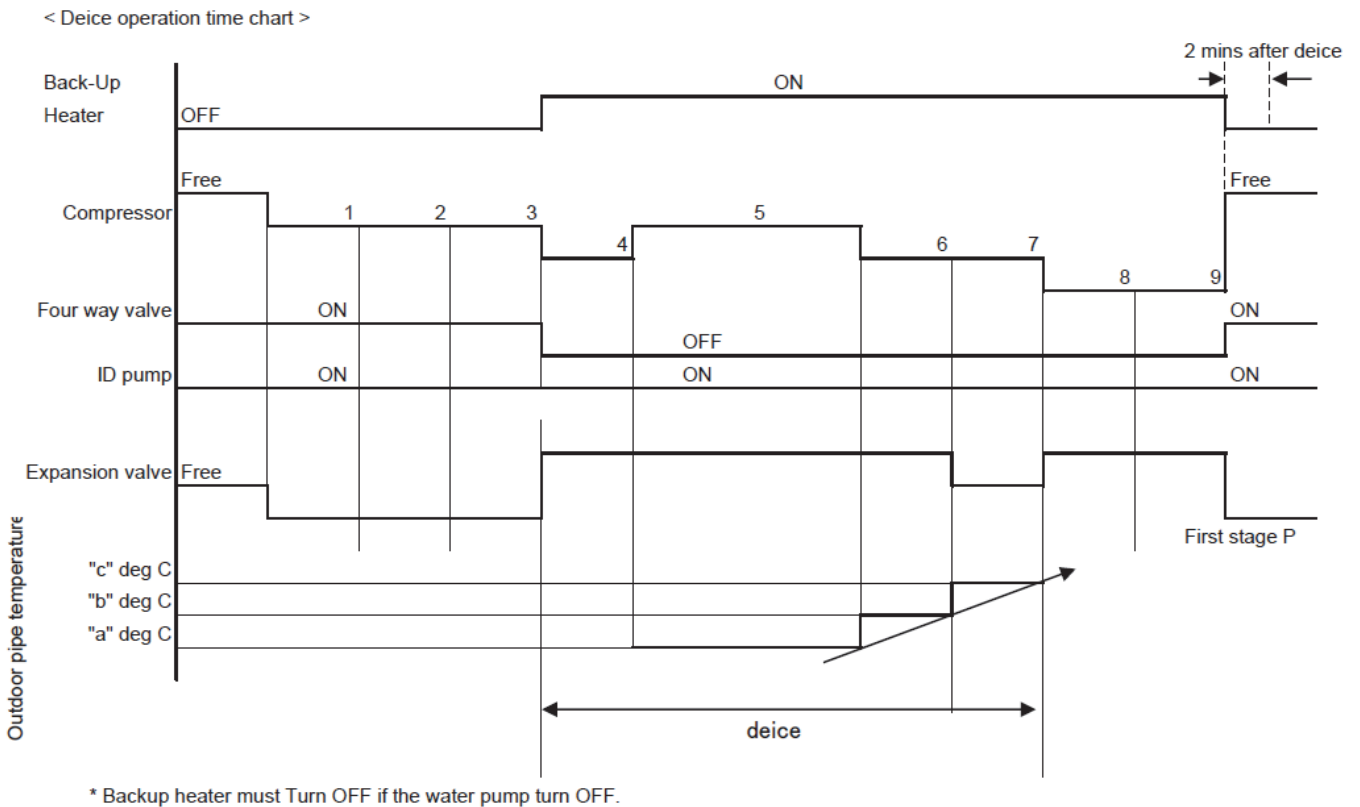 < Deice operation time chart >
2 mins after deice
Back-Up
Heater
ON
OFF
Free
Free
Compressor
1 2 3 5
4 6 7
8 9
Four way valve ON ON
OFF
ID pump ON ON ON
Expansion valve Free
First stage P
Outdoor pipe temperature
"c" deg C
"b" deg C
"a" deg C
deice
* Backup heater must Turn OFF if the water pump turn OFF.